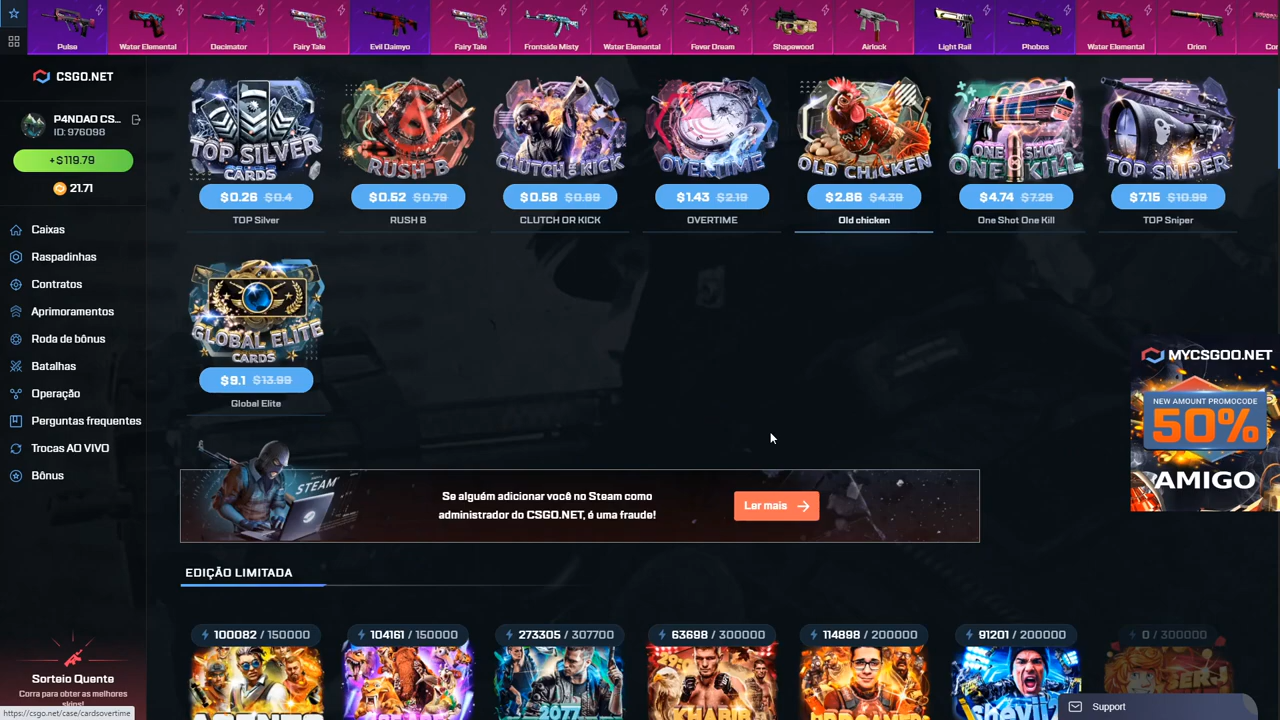 Pulse
Water Elemental
Decimator
Fairy Tale
Evil Daimyo
Fairy Tale
Frontside Misty
Water Elemental
Fever Dream
Shapewood
Airlock
Light Rail
Phobos
Water Elemental
Orion
CSGO.NET
P4NDAO CS...
ID: 976098
+$119.79
21.71
Caixas
Raspadinhas
Contratos
Aprimoramentos
Roda de bônus
Batalhas
Operação
Perguntas frequentes
Trocas AO VIVO
Bônus
Sorteio Quente
Corra para obter as melhores
skins!
https://csgo.net/case/cardsovertime
TOP SILVER
CARDS
$0.26 $0.4
TOP Silver
RUSH B
$0.52 $0.79
RUSH B
CLUTCH OR KICK
$0.58 $0.89
CLUTCH OR KICK
OVERTIME
$1.43 $2.19
OVERTIME
OLD CHICKEN
$2.86 $4.39
Old chicken
ONE SHOT
ONE KILL
$4.74 $7.29
One Shot One Kill
TOP SNIPER
$7.15 $10.99
TOP Sniper
GLOBAL ELITE
CARDS
$9.1 $13.99
Global Elite
STEAM
Se alguém adicionar você no Steam como
administrador do CSGO.NET, é uma fraude!
Ler mais
MYCSGOO.NET
NEW AMOUNT PROMOCODE
50%
AMIGO
EDIÇÃO LIMITADA
100082 / 150000
104161 / 150000
273305 / 307700
63698 / 300000
114898 / 200000
91201 / 200000
0 / 300000
AGENTS
2077
KHABIB
Support